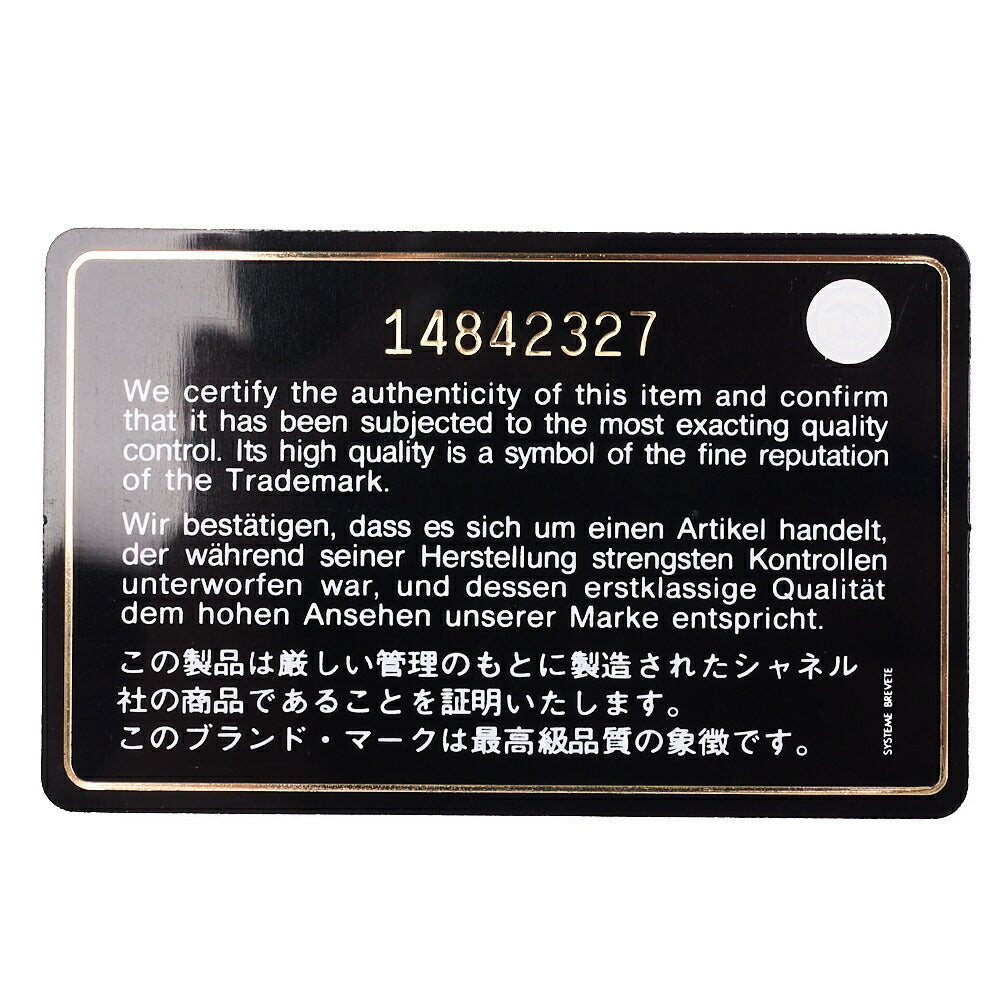 14842327
We certify the authenticity of this item and confirm
that it has been subjected to the most exacting quality
control. Its high quality is a symbol of the fine reputation
of the Trademark.
Wir bestätigen, dass es sich um einen Artikel handelt,
der während seiner Herstellung strengsten Kontrollen
unterworfen war, und dessen erstklassige Qualität
dem hohen Ansehen unserer Marke entspricht.
この製品は厳しい管理のもとに製造されたシャネル
社の商品であることを証明いたします。
このブランド・マークは最高級品質の象徴です。
SYSTEME BREVETE